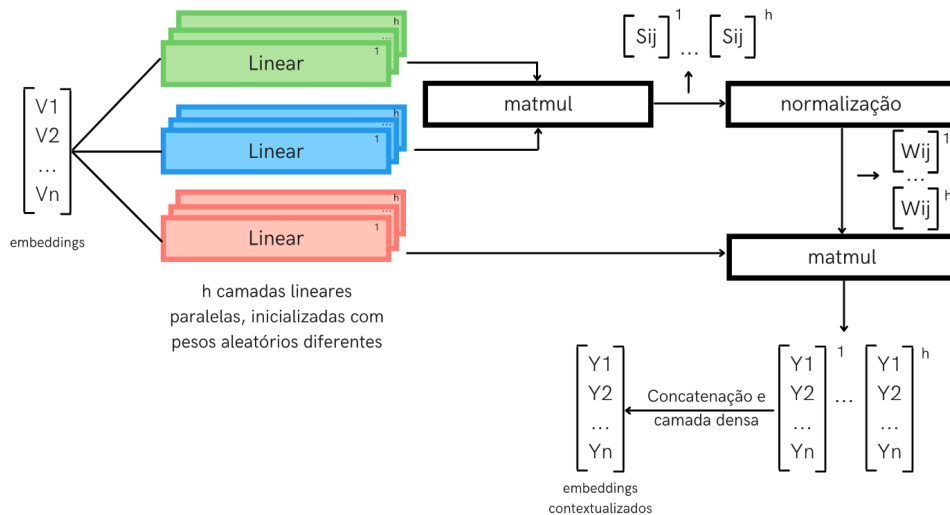 V1
V2
...
Vn
embeddings
h
...
Linear 1
h
...
Linear 1
h
...
Linear 1
h camadas lineares
paralelas, inicializadas com
pesos aleatórios diferentes
matmul
[Sij] 1 ... [Sij] h
normalização
[Wij] 1
...
[Wij] h
matmul
Y1
Y2
...
Yn
1
...
Y1
Y2
...
Yn
h
Concatenação e
camada densa
Y1
Y2
...
Yn
embeddings
contextualizados